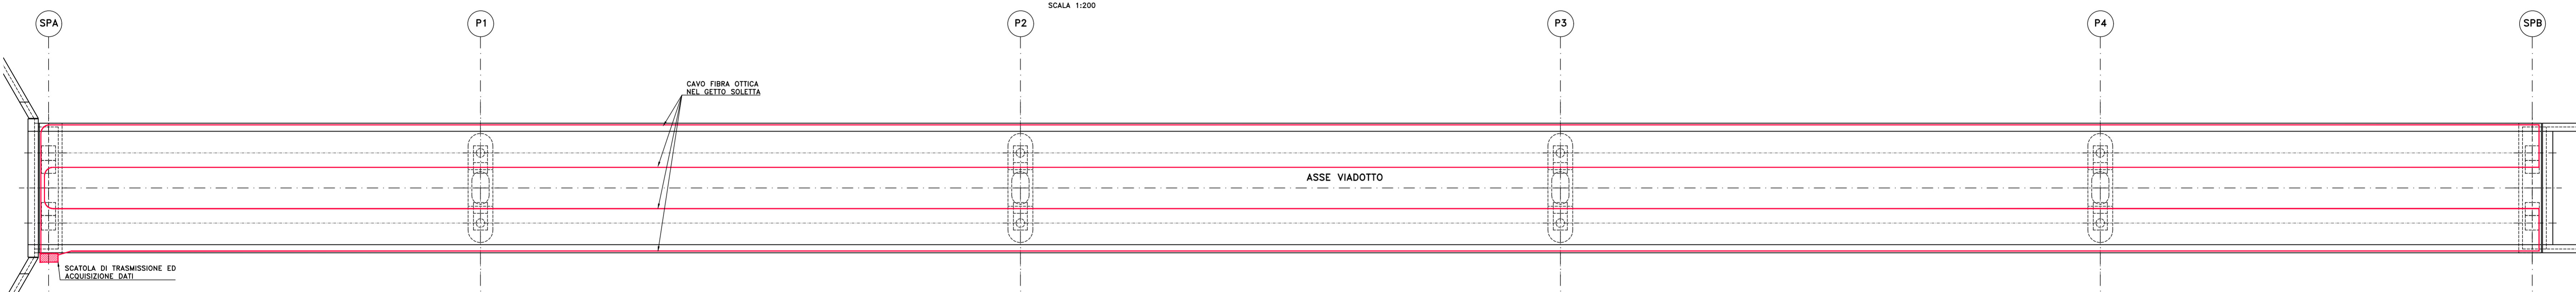 SCALA 1:200
SPA
P1
P2
P3
P4
SPB
CAVO FIBRA OTTICA
NEL GETTO SOLETTA
ASSE VIADOTTO
SCATOLA DI TRASMISSIONE ED
ACQUISIZIONE DATI